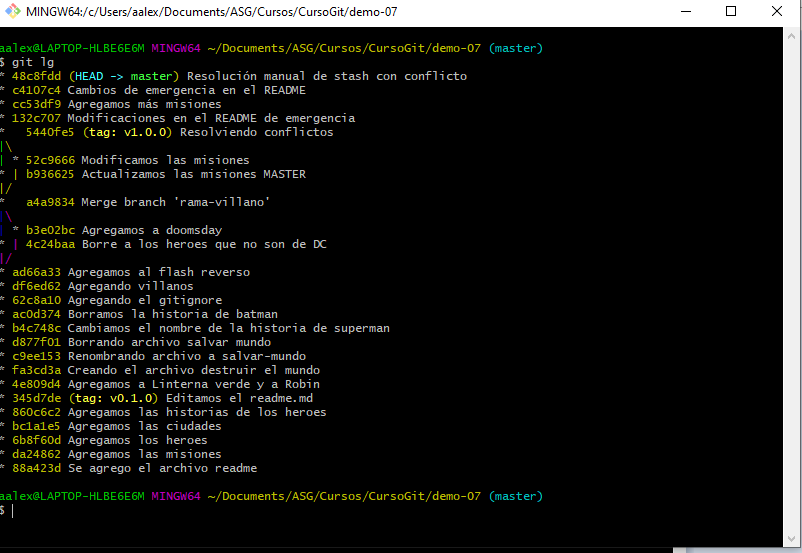 MINGW64:/c/Users/aalex/Documents/ASG/Cursos/CursoGit/demo-07
aalex@LAPTOP-HLBE6E6M MINGW64 ~/Documents/ASG/Cursos/CursoGit/demo-07 (master)
$ git lg
* 48c8fdd (HEAD -> master) Resolución manual de stash con conflicto
* c4107c4 Cambios de emergencia en el README
* cc53df9 Agregamos más misiones
* 132c707 Modificaciones en el README de emergencia
*   5440fe5 (tag: v1.0.0) Resolviendo conflictos
|\
| * 52c9666 Modificamos las misiones
* | b936625 Actualizamos las misiones MASTER
|/
*   a4a9834 Merge branch 'rama-villano'
|\
| * b3e02bc Agregamos a doomsday
* | 4c24baa Borre a los heroes que no son de DC
|/
* ad66a33 Agregamos al flash reverso
* df6ed62 Agregando villanos
* 62c8a10 Agregando el gitignore
* ac0d374 Borramos la historia de batman
* b4c748c Cambiamos el nombre de la historia de superman
* d877f01 Borrando archivo salvar mundo
* c9ee153 Renombrando archivo a salvar-mundo
* fa3cd3a Creando el archivo destruir el mundo
* 4e809d4 Agregamos a Linterna verde y a Robin
* 345d7de (tag: v0.1.0) Editamos el readme.md
* 860c6c2 Agregamos las historias de los heroes
* bc1a1e5 Agregamos las ciudades
* 6b8f60d Agregamos los heroes
* da24862 Agregamos las misiones
* 88a423d Se agrego el archivo readme
aalex@LAPTOP-HLBE6E6M MINGW64 ~/Documents/ASG/Cursos/CursoGit/demo-07 (master)
$